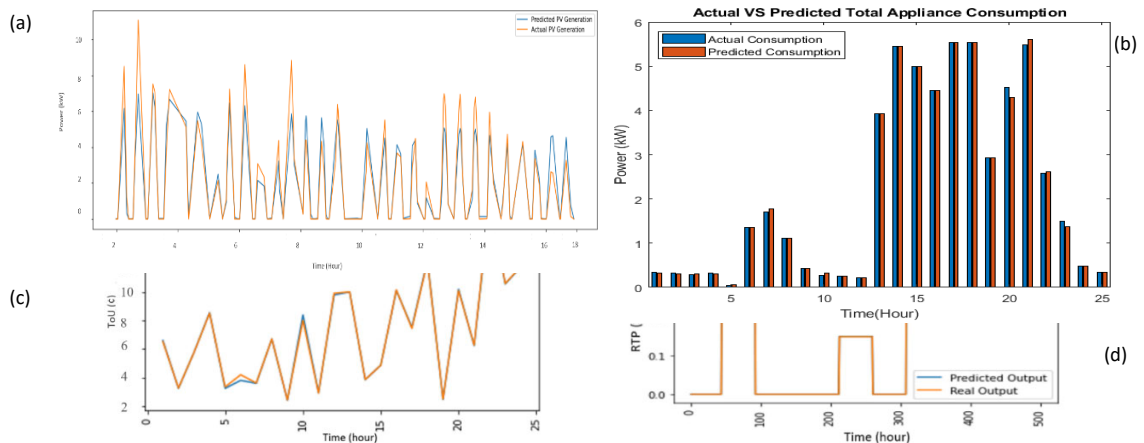 (a)
Predicted PV Generation
Actual PV Generation
10
8
6
4
2
0
Power (kW)
2 4 6 8 10 12 14 16 18
Time (Hour)
Actual VS Predicted Total Appliance Consumption
(b)
Actual Consumption
Predicted Consumption
6
5
4
3
2
1
0
Power (kW)
5 10 15 20 25
Time(Hour)
(c)
ToU (c)
10
8
6
4
2
0 5 10 15 20 25
Time (hour)
(d)
RTP (
0.1
0.0
Predicted Output
Real Output
0 100 200 300 400 500
Time (hour)